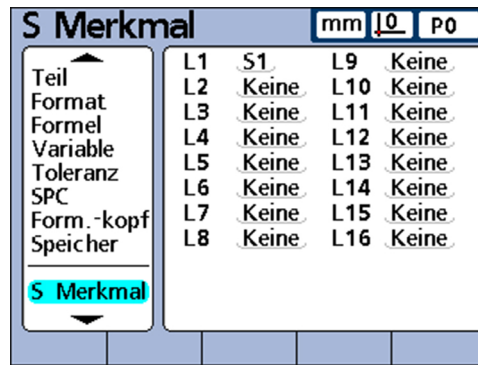 S Merkmal mm 0 P0
Teil
Format
Formel
Variable
Toleranz
SPC
Form.-kopf
Speicher
S Merkmal
L1 S1 L9 Keine
L2 Keine L10 Keine
L3 Keine L11 Keine
L4 Keine L12 Keine
L5 Keine L13 Keine
L6 Keine L14 Keine
L7 Keine L15 Keine
L8 Keine L16 Keine